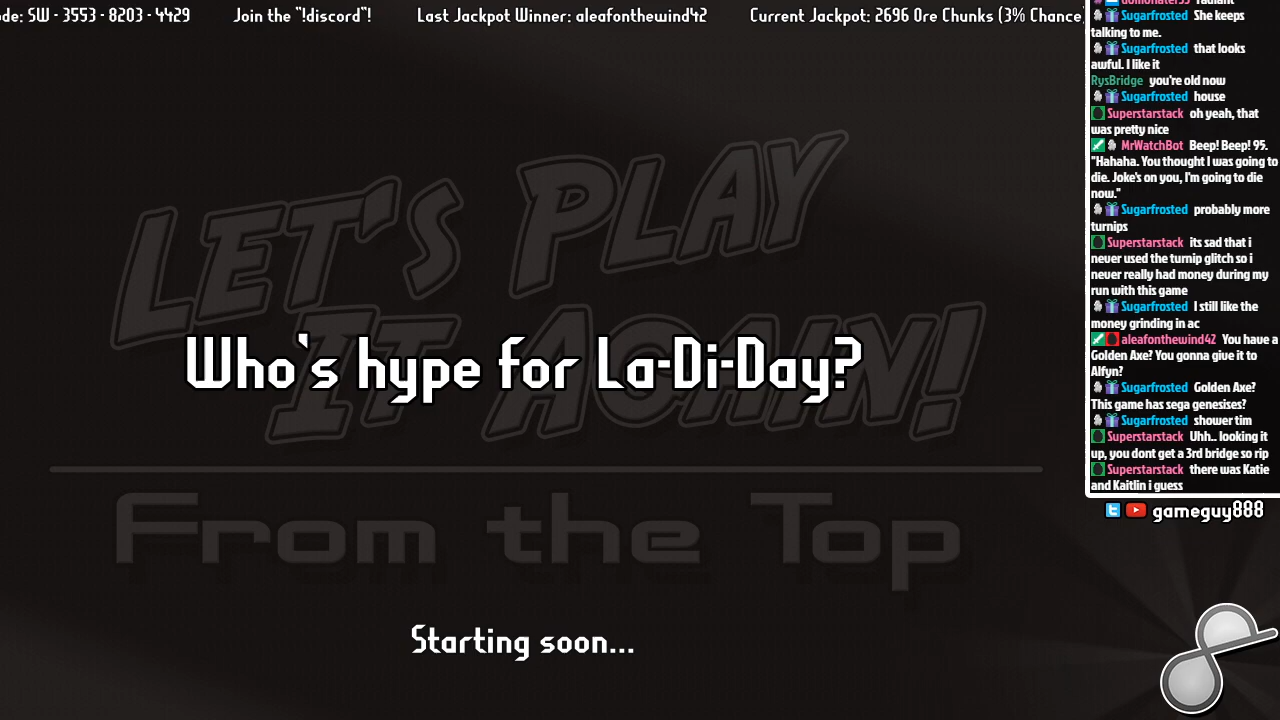 ode: SW - 3553 - 8203 - 4429 Join the "!discord"! Last Jackpot Winner: aleafonthewind42 Current Jackpot: 2696 Ore Chunks (3% Chance
Sugarfrosted She keeps
talking to me.
Sugarfrosted that looks
awful. I like it
RysBridge you're old now
Sugarfrosted house
Superstarstack oh yeah, that
was pretty nice
MrWatchBot Beep! Beep! 95.
"Hahaha. You thought I was going to
die. Joke's on you, I'm going to die
now."
Sugarfrosted probably more
turnips
Superstarstack its sad that i
never used the turnip glitch so i
never really had money during my
run with this game
Sugarfrosted I still like the
money grinding in ac
aleafonthewind42 You have a
Golden Axe? You gonna give it to
Alfyn?
Sugarfrosted Golden Axe?
This game has sega genesises?
Sugarfrosted shower tim
Superstarstack Uhh.. looking it
up, you dont get a 3rd bridge so rip
Superstarstack there was Katie
and Kaitlin i guess
gameguy888
LET'S PLAY
IT AGAIN!
Who's hype for La-Di-Day?
From the Top
Starting soon...